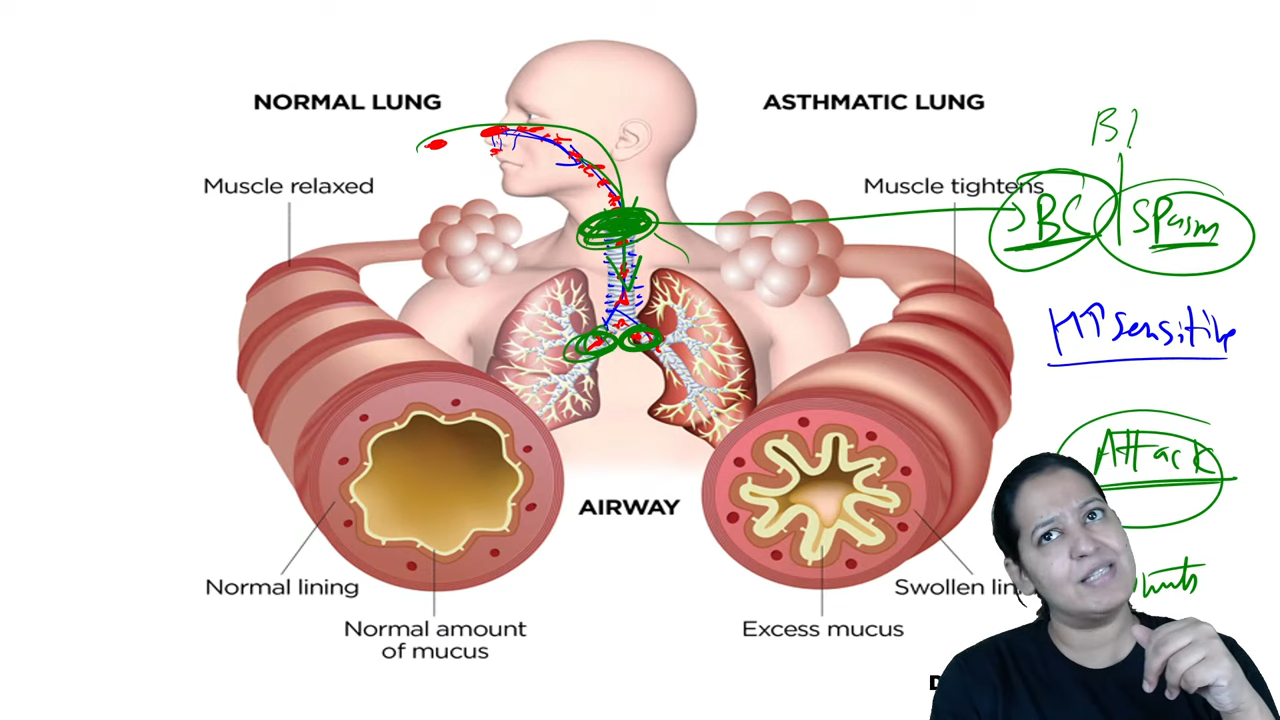 NORMAL LUNG
ASTHMATIC LUNG
B?
Muscle relaxed
Muscle tightens
BC
Spasm
Sensitive
Attack
AIRWAY
Normal lining
Swollen lin
Normal amount
of mucus
Excess mucus
D